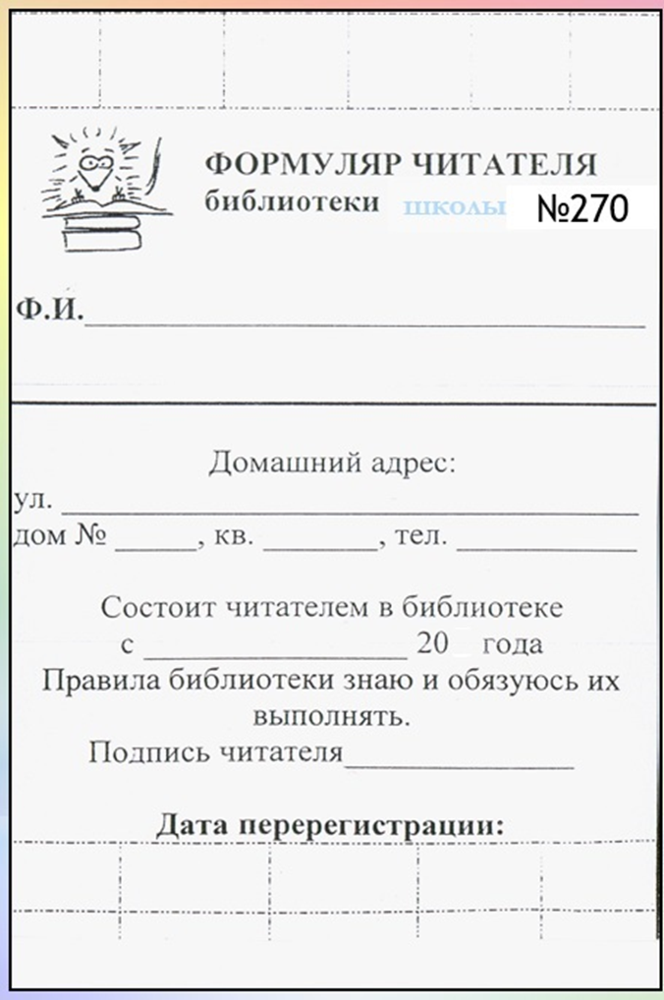 ФОРМУЛЯР ЧИТАТЕЛЯ
библиотеки школы №270
Ф.И.
Домашний адрес:
ул.
дом № , кв. , тел.
Состоит читателем в библиотеке
с 20 года
Правила библиотеки знаю и обязуюсь их
выполнять.
Подпись читателя
Дата перерегистрации: